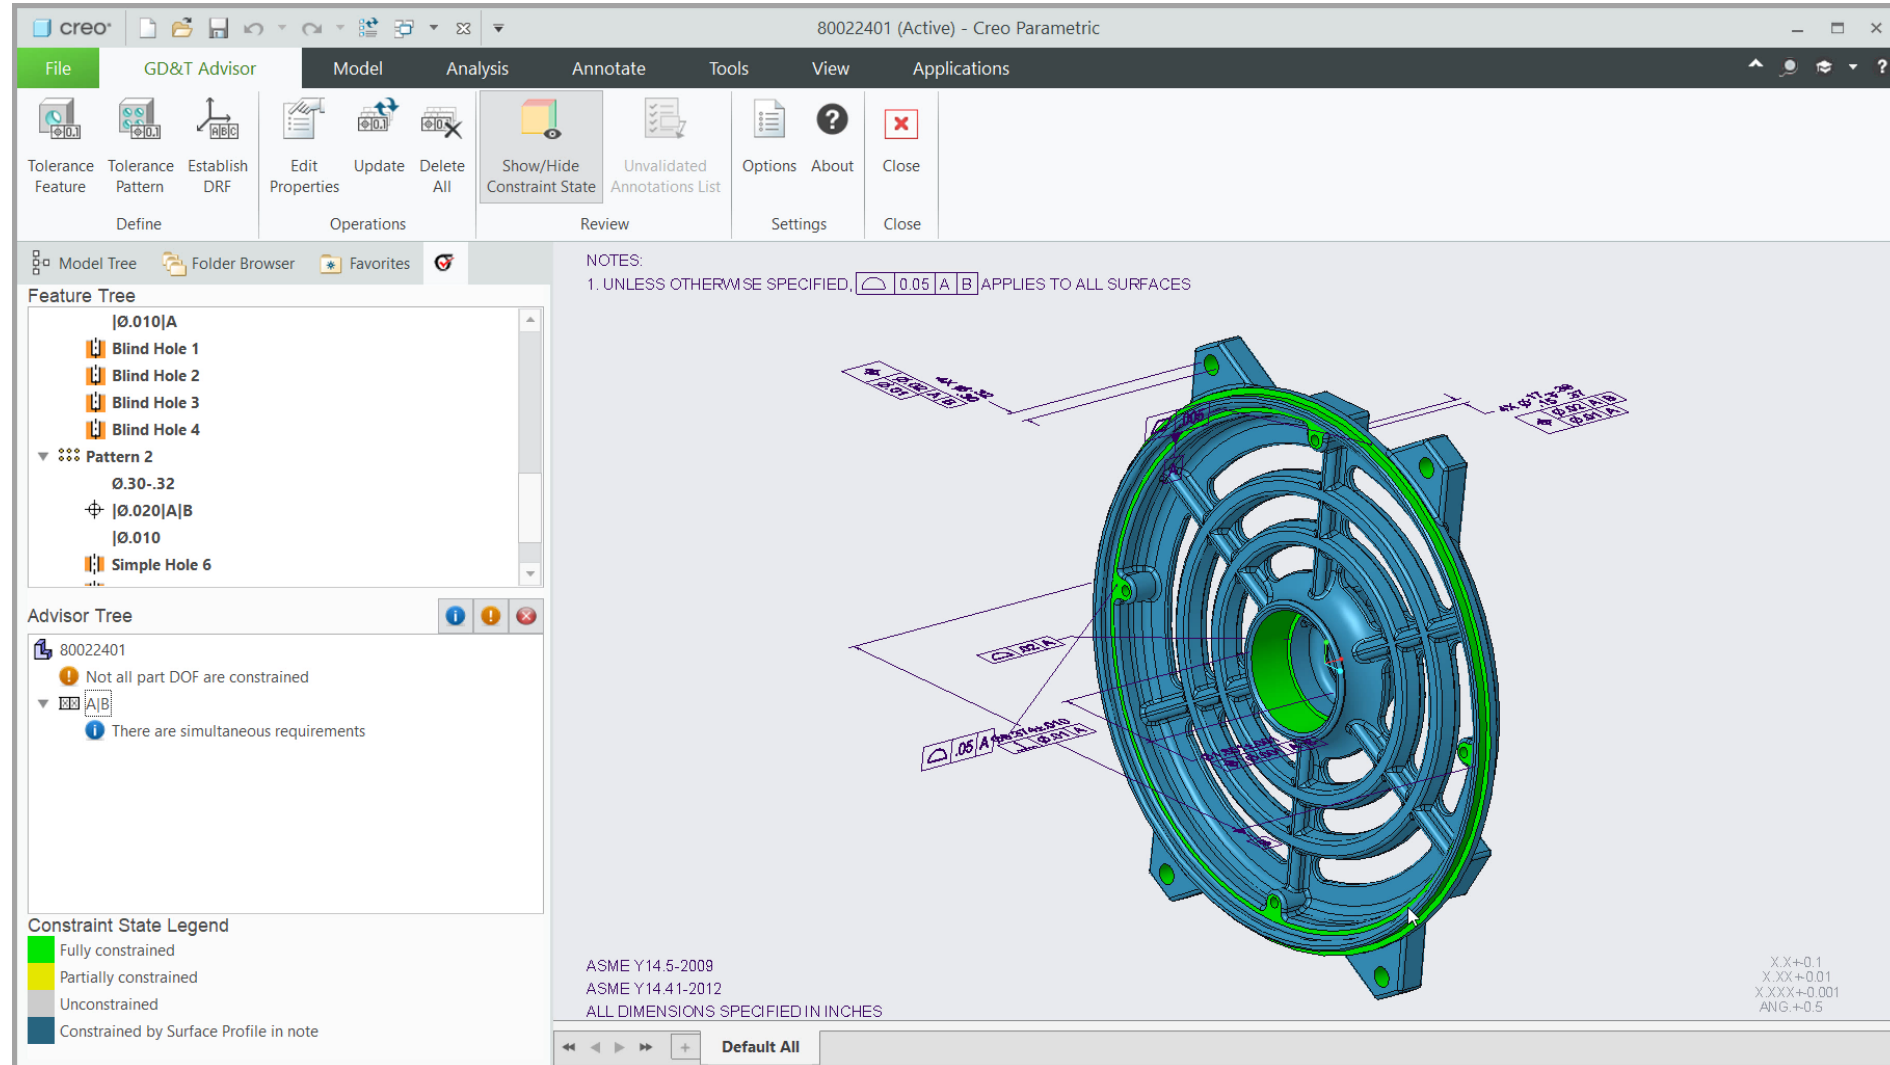 creo
80022401 (Active) - Creo Parametric
File GD&T Advisor Model Analysis Annotate Tools View Applications
Tolerance Feature
Tolerance Pattern
Establish DRF
Edit Properties
Update
Delete All
Show/Hide Constraint State
Unvalidated Annotations List
Options
About
Close
Define Operations Review Settings Close
Model Tree Folder Browser Favorites
Feature Tree
|Ø.010|A
Blind Hole 1
Blind Hole 2
Blind Hole 3
Blind Hole 4
Pattern 2
Ø.30-.32
|Ø.020|A|B
|Ø.010
Simple Hole 6
Advisor Tree
80022401
Not all part DOF are constrained
A|B
There are simultaneous requirements
Constraint State Legend
Fully constrained
Partially constrained
Unconstrained
Constrained by Surface Profile in note
NOTES:
1. UNLESS OTHERWISE SPECIFIED, 0.05 A B APPLIES TO ALL SURFACES
.005
.02 A
.05 A
ASME Y14.5-2009
ASME Y14.41-2012
ALL DIMENSIONS SPECIFIED IN INCHES
X.X+-0.1
X.XX+-0.01
X.XXX+-0.001
ANG.+-0.5
Default All